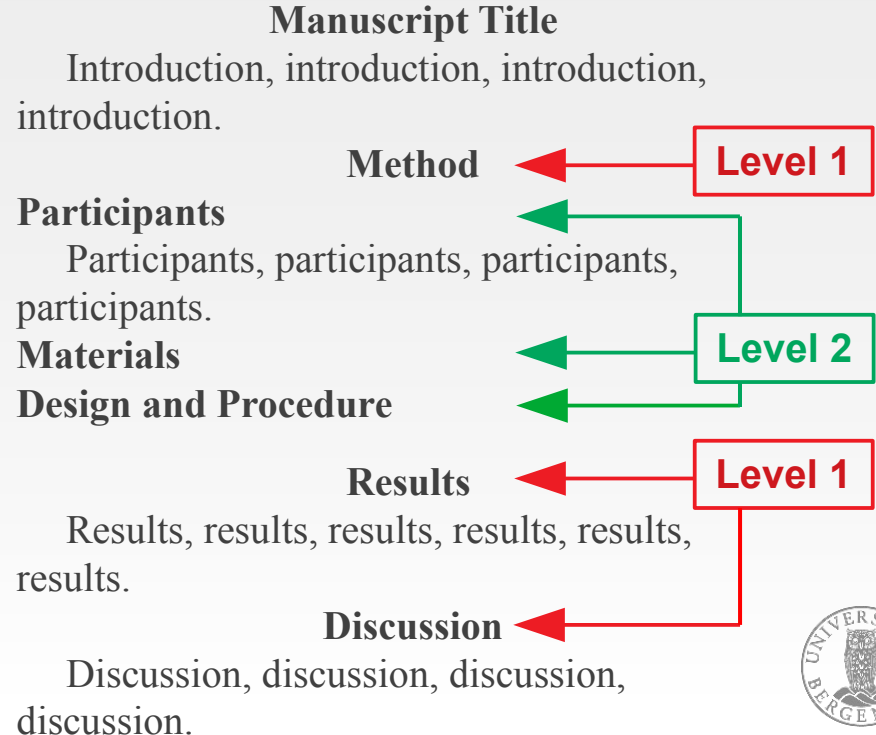 Manuscript Title
Introduction, introduction, introduction,
introduction.
Method
Level 1
Participants
Participants, participants, participants,
participants.
Materials
Level 2
Design and Procedure
Results
Level 1
Results, results, results, results, results,
results.
Discussion
Discussion, discussion, discussion,
discussion.